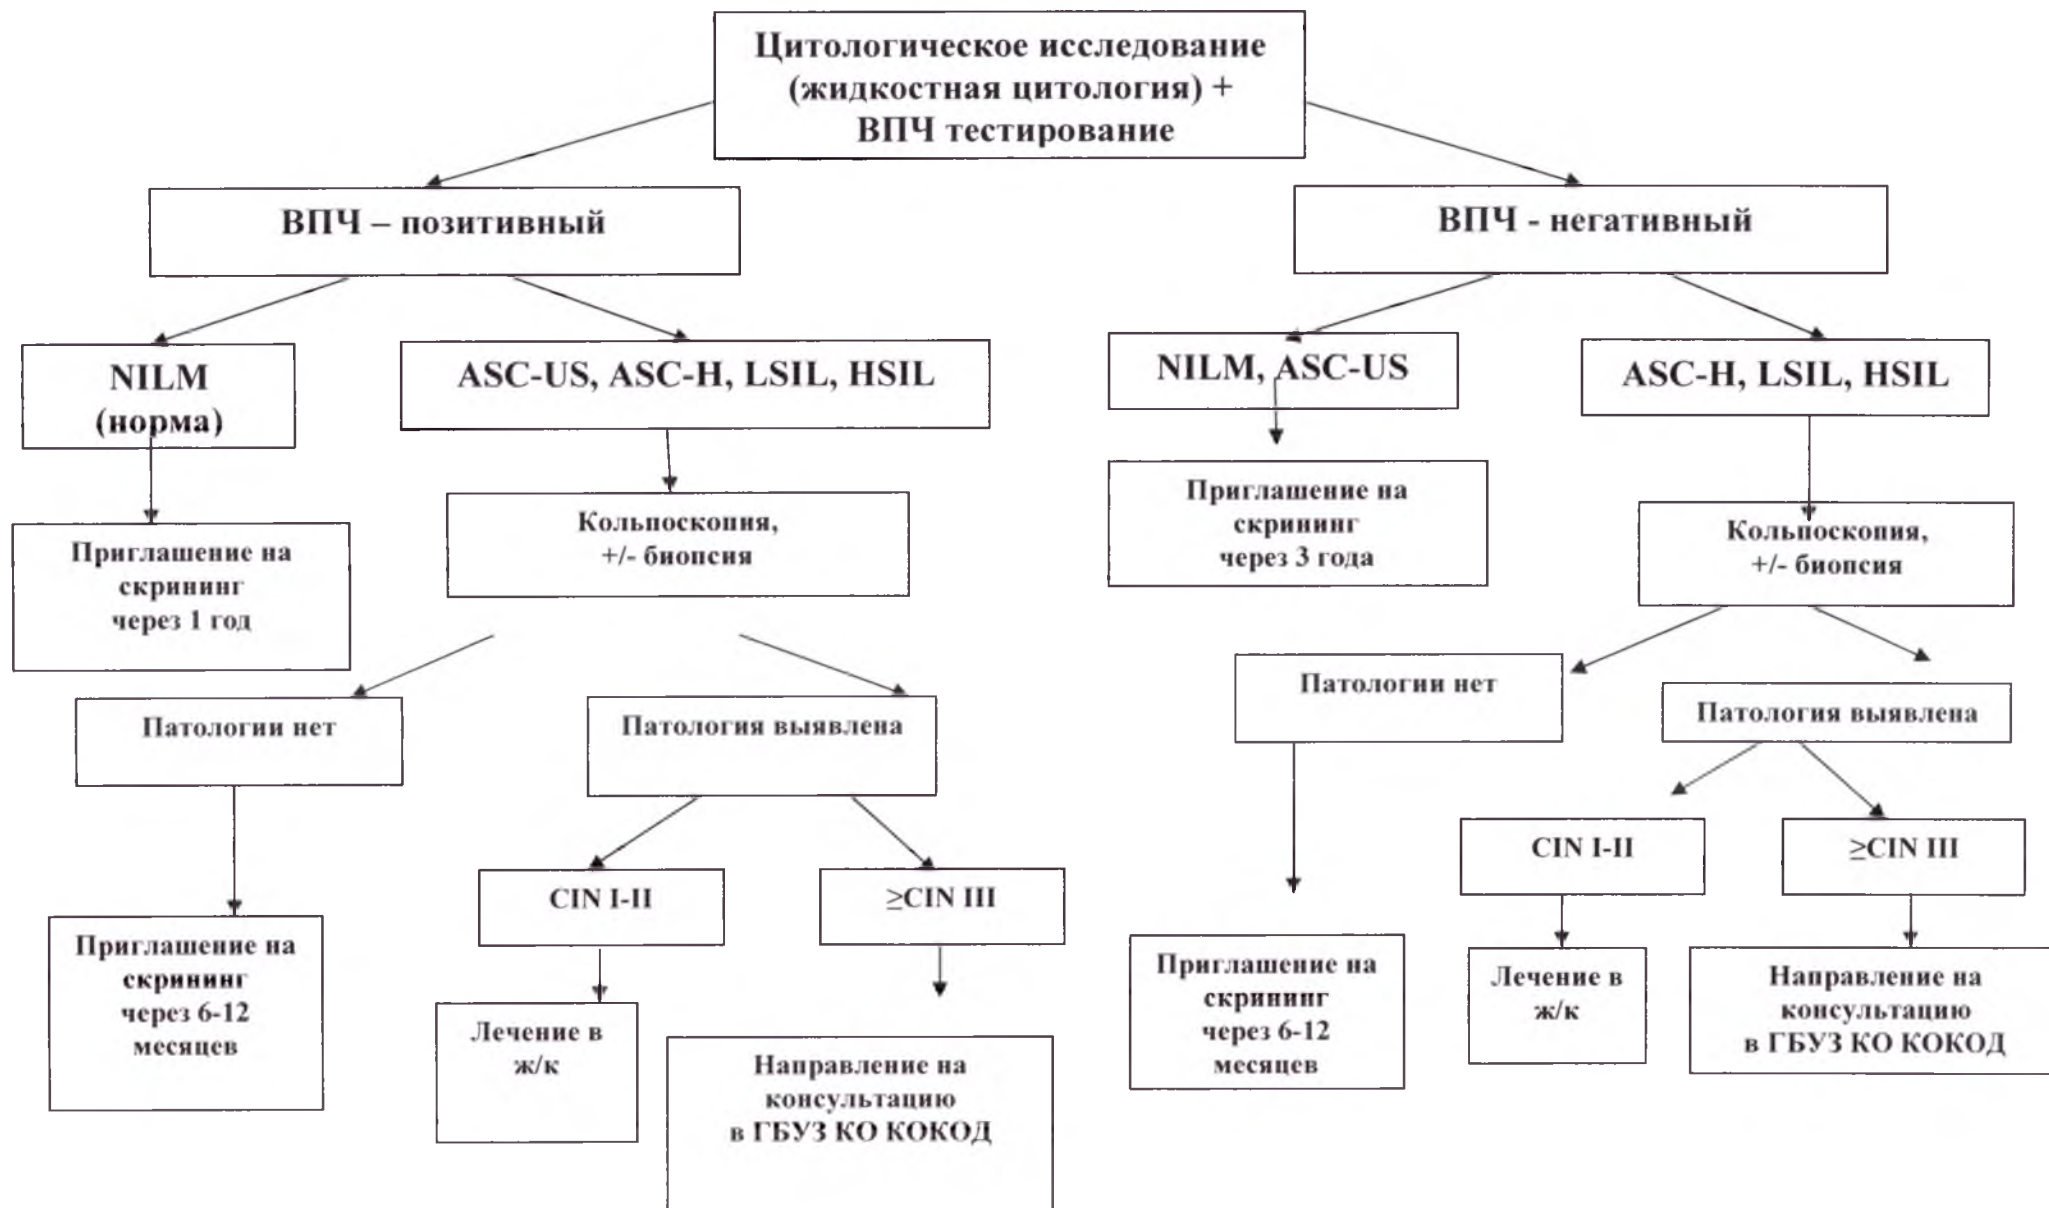 Цитологическое исследование
(жидкостная цитология) +
ВПЧ тестирование
ВПЧ – позитивный
ВПЧ - негативный
NILM
(норма)
ASC-US, ASC-H, LSIL, HSIL
NILM, ASC-US
ASC-H, LSIL, HSIL
Приглашение на
скрининг
через 1 год
Кольпоскопия,
+/- биопсия
Приглашение на
скрининг
через 3 года
Кольпоскопия,
+/- биопсия
Патологии нет
Патология выявлена
Патологии нет
Патология выявлена
CIN I-II
≥CIN III
CIN I-II
≥CIN III
Приглашение на
скрининг
через 6-12
месяцев
Лечение в
ж/к
Направление на
консультацию
в ГБУЗ КО КОКОД
Приглашение на
скрининг
через 6-12
месяцев
Лечение в
ж/к
Направление на
консультацию
в ГБУЗ КО КОКОД